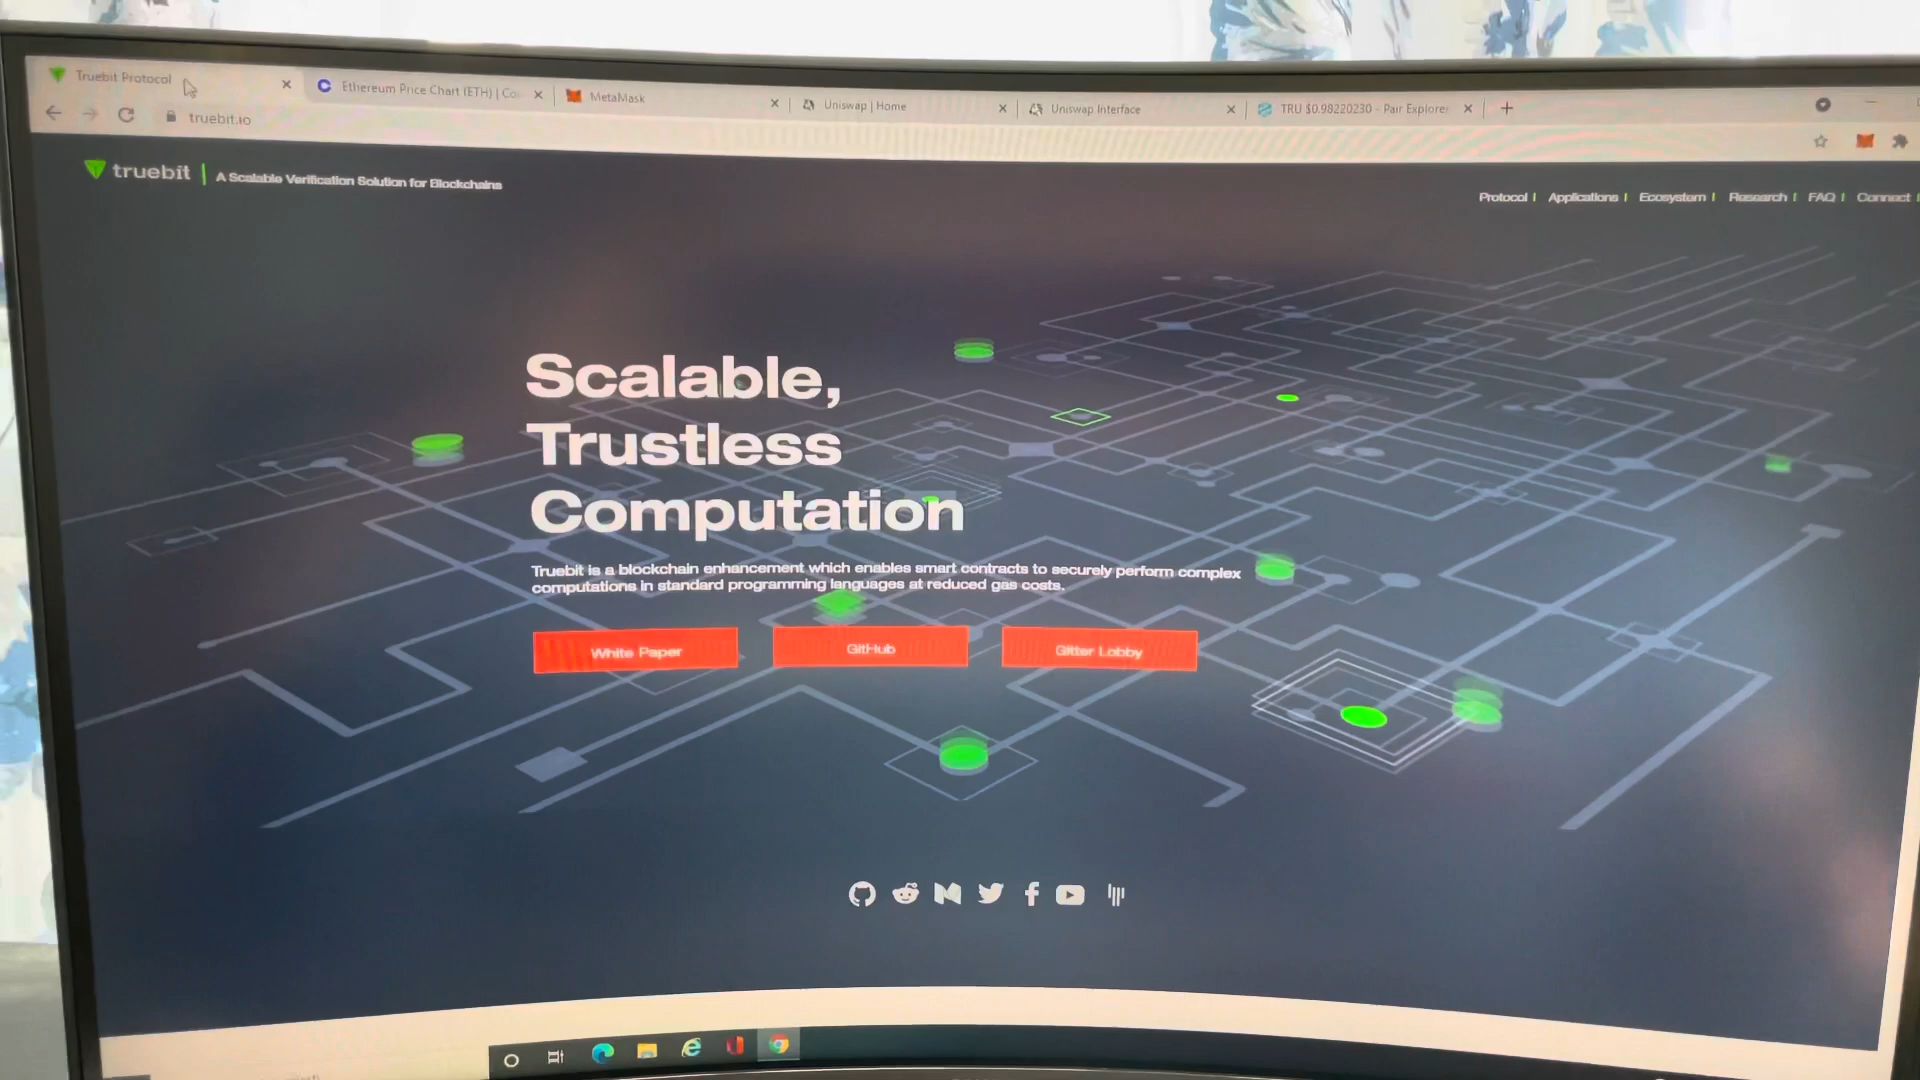 Truebit Protocol
Ethereum Price Chart (ETH) | Co
MetaMask
Uniswap | Home
Uniswap Interface
TRU $0.98220230 - Pair Explorer
truebit.io
truebit | A Scalable Verification Solution for Blockchains
Protocol | Applications | Ecosystem | Research | FAQ | Connect |
Scalable,
Trustless
Computation
Truebit is a blockchain enhancement which enables smart contracts to securely perform complex
computations in standard programming languages at reduced gas costs.
White Paper
GitHub
Gitter Lobby